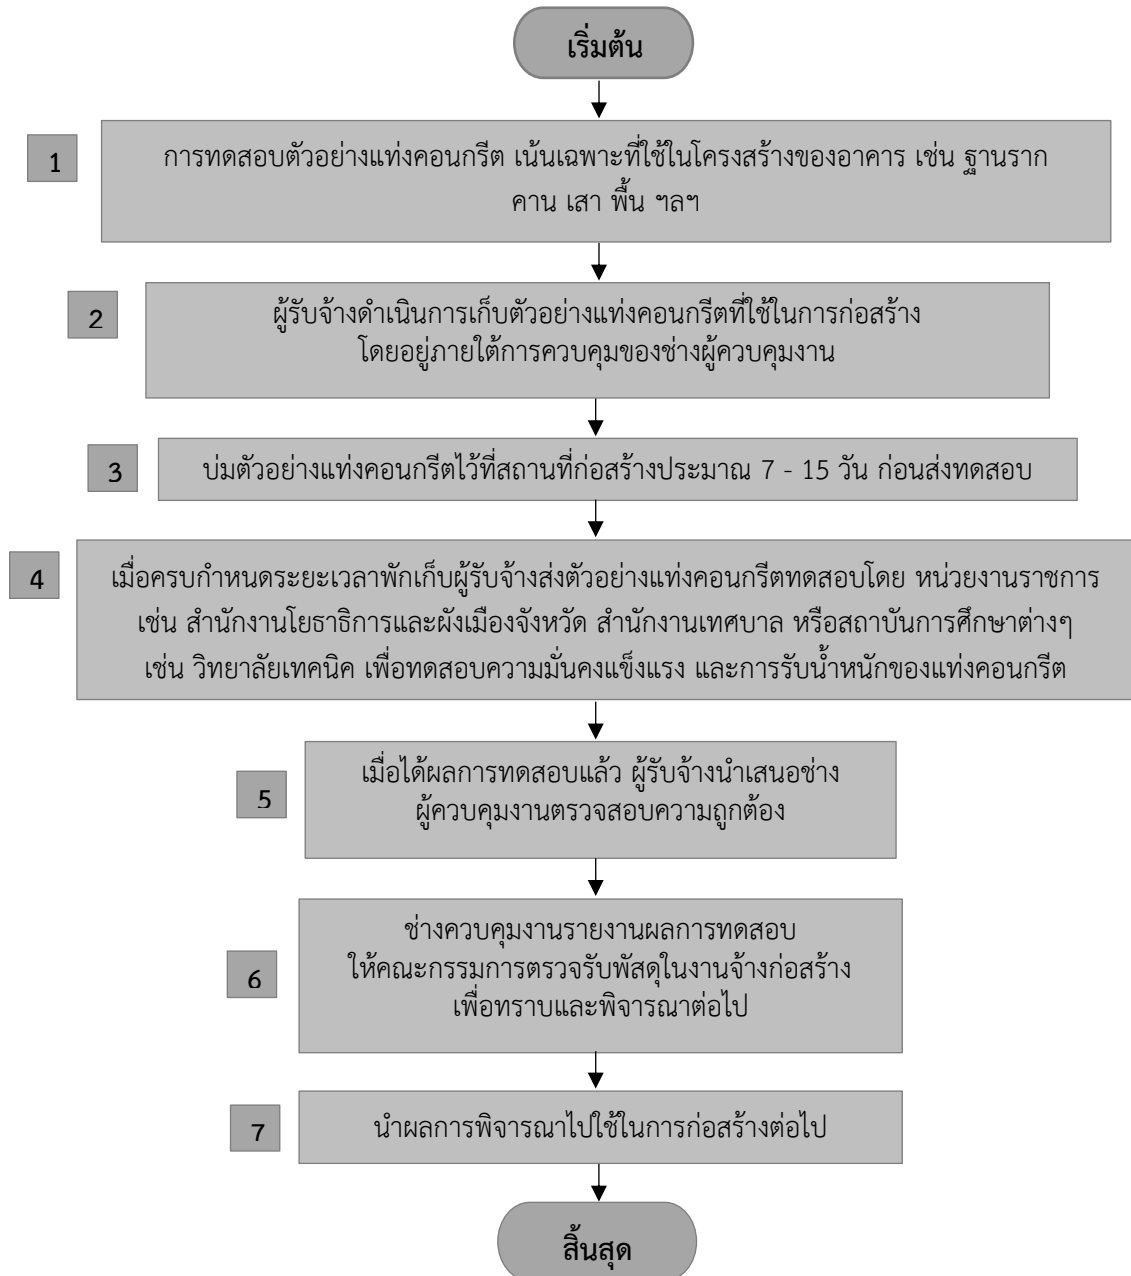 เริ่มต้น
1
การทดสอบตัวอย่างแท่งคอนกรีต เน้นเฉพาะที่ใช้ในโครงสร้างของอาคาร เช่น ฐานราก
คาน เสา พื้น ฯลฯ
2
ผู้รับจ้างดำเนินการเก็บตัวอย่างแท่งคอนกรีตที่ใช้ในการก่อสร้าง
โดยอยู่ภายใต้การควบคุมของช่างผู้ควบคุมงาน
3
บ่มตัวอย่างแท่งคอนกรีตไว้ที่สถานที่ก่อสร้างประมาณ 7 - 15 วัน ก่อนส่งทดสอบ
4
เมื่อครบกำหนดระยะเวลาพักเก็บผู้รับจ้างส่งตัวอย่างแท่งคอนกรีตทดสอบโดย หน่วยงานราชการ
เช่น สำนักงานโยธาธิการและผังเมืองจังหวัด สำนักงานเทศบาล หรือสถาบันการศึกษาต่างๆ
เช่น วิทยาลัยเทคนิค เพื่อทดสอบความมั่นคงแข็งแรง และการรับน้ำหนักของแท่งคอนกรีต
5
เมื่อได้ผลการทดสอบแล้ว ผู้รับจ้างนำเสนอช่าง
ผู้ควบคุมงานตรวจสอบความถูกต้อง
6
ช่างควบคุมงานรายงานผลการทดสอบ
ให้คณะกรรมการตรวจรับพัสดุในงานจ้างก่อสร้าง
เพื่อทราบและพิจารณาต่อไป
7
นำผลการพิจารณาไปใช้ในการก่อสร้างต่อไป
สิ้นสุด